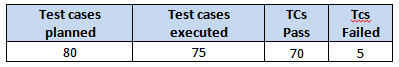 Test cases planned Test cases executed TCs Pass Tcs Failed
80 75 70 5